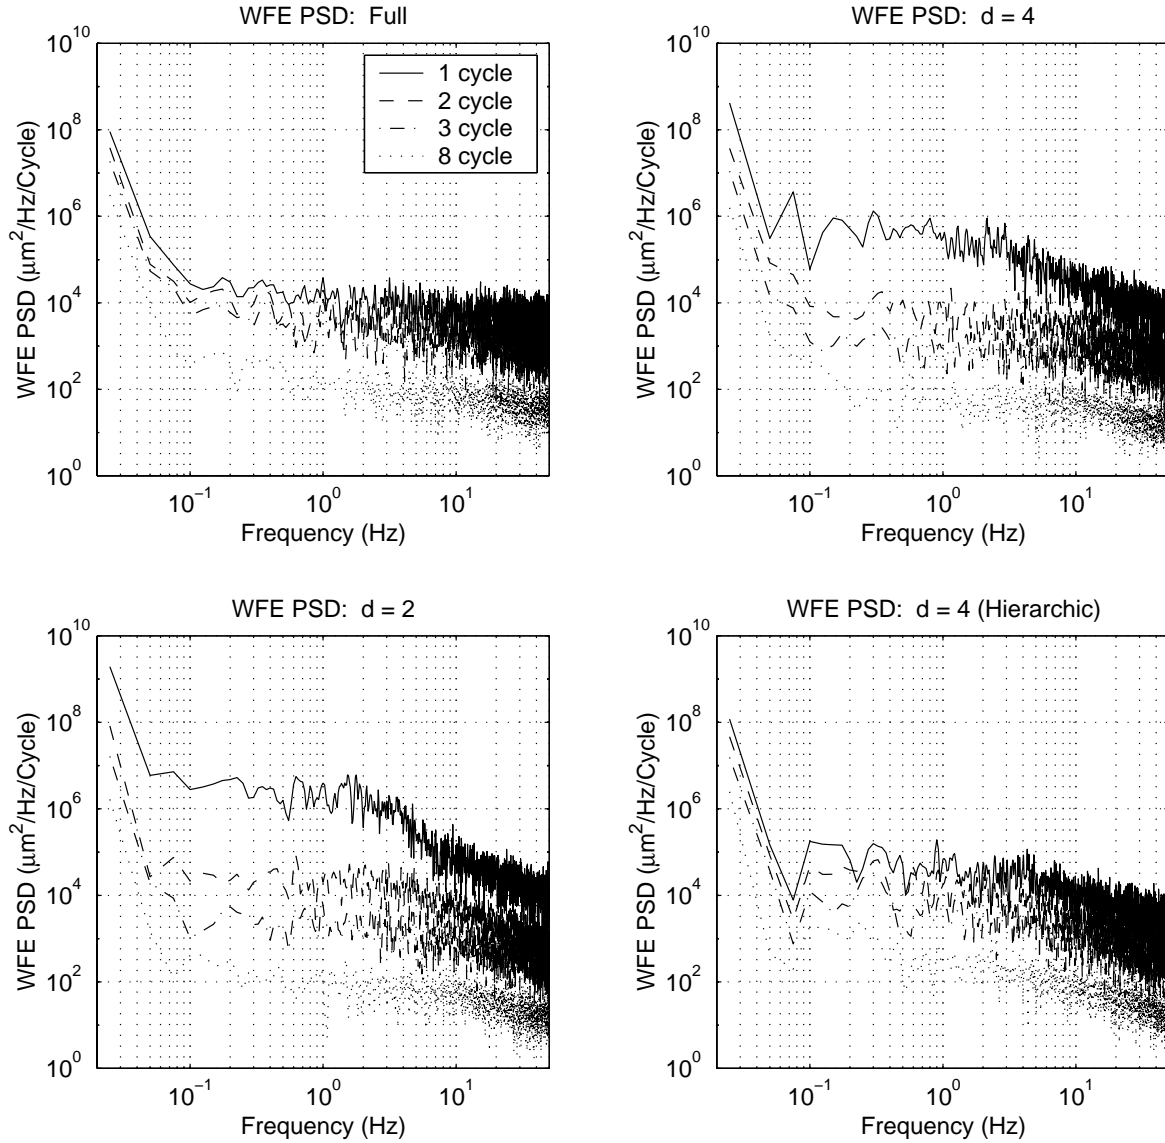 WFE PSD: Full
10^10
10^8
10^6
10^4
10^2
10^0
WFE PSD (μm^2/Hz/Cycle)
1 cycle
2 cycle
3 cycle
8 cycle
10^−1
10^0
10^1
Frequency (Hz)
WFE PSD: d = 4
10^10
10^8
10^6
10^4
10^2
10^0
WFE PSD (μm^2/Hz/Cycle)
10^−1
10^0
10^1
Frequency (Hz)
WFE PSD: d = 2
10^10
10^8
10^6
10^4
10^2
10^0
WFE PSD (μm^2/Hz/Cycle)
10^−1
10^0
10^1
Frequency (Hz)
WFE PSD: d = 4 (Hierarchic)
10^10
10^8
10^6
10^4
10^2
10^0
WFE PSD (μm^2/Hz/Cycle)
10^−1
10^0
10^1
Frequency (Hz)